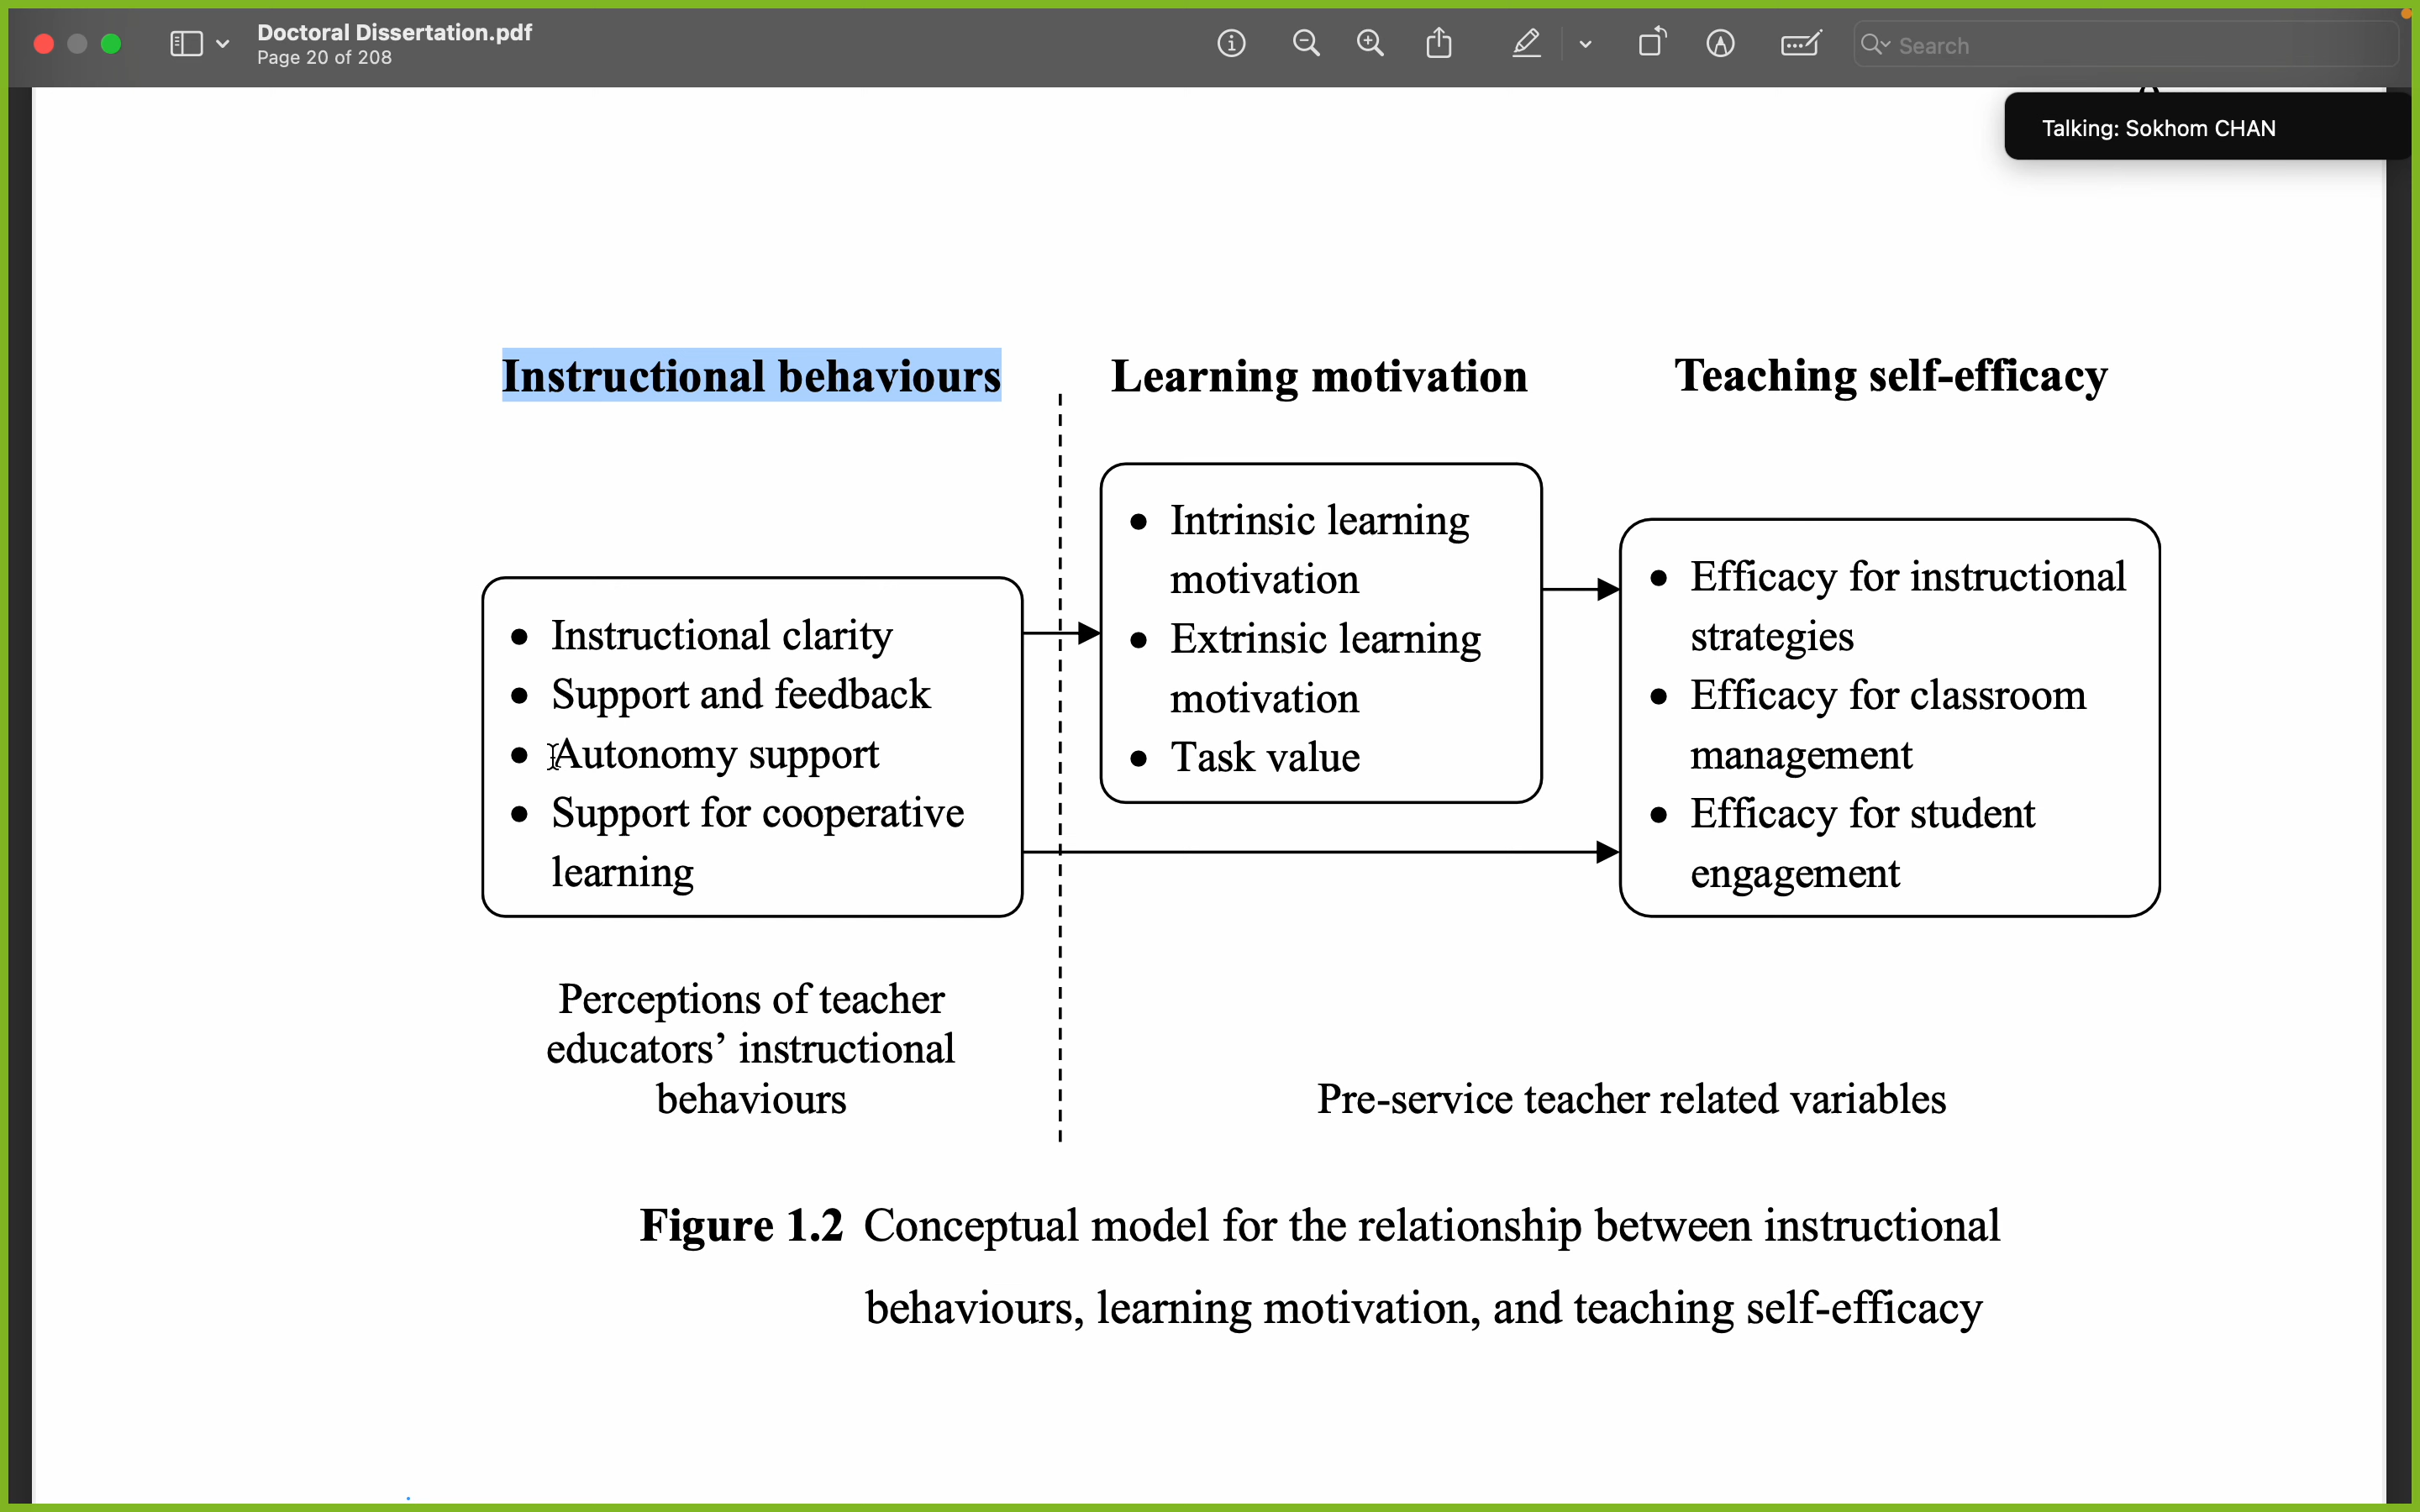 Doctoral Dissertation.pdf
Page 20 of 208
Search
Talking: Sokhom CHAN
Instructional behaviours
Learning motivation
Teaching self-efficacy
• Instructional clarity
• Support and feedback
• Autonomy support
• Support for cooperative
learning
• Intrinsic learning
motivation
• Extrinsic learning
motivation
• Task value
• Efficacy for instructional
strategies
• Efficacy for classroom
management
• Efficacy for student
engagement
Perceptions of teacher
educators’ instructional
behaviours
Pre-service teacher related variables
Figure 1.2 Conceptual model for the relationship between instructional
behaviours, learning motivation, and teaching self-efficacy